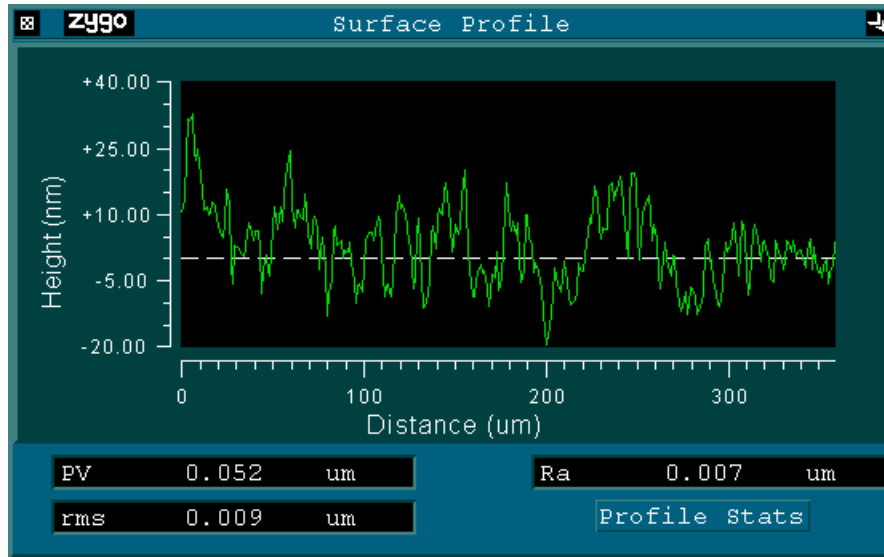 zygo Surface Profile
+40.00
+25.00
+10.00
-5.00
-20.00
Height (nm)
0 100 200 300
Distance (um)
PV 0.052 um Ra 0.007 um
rms 0.009 um Profile Stats